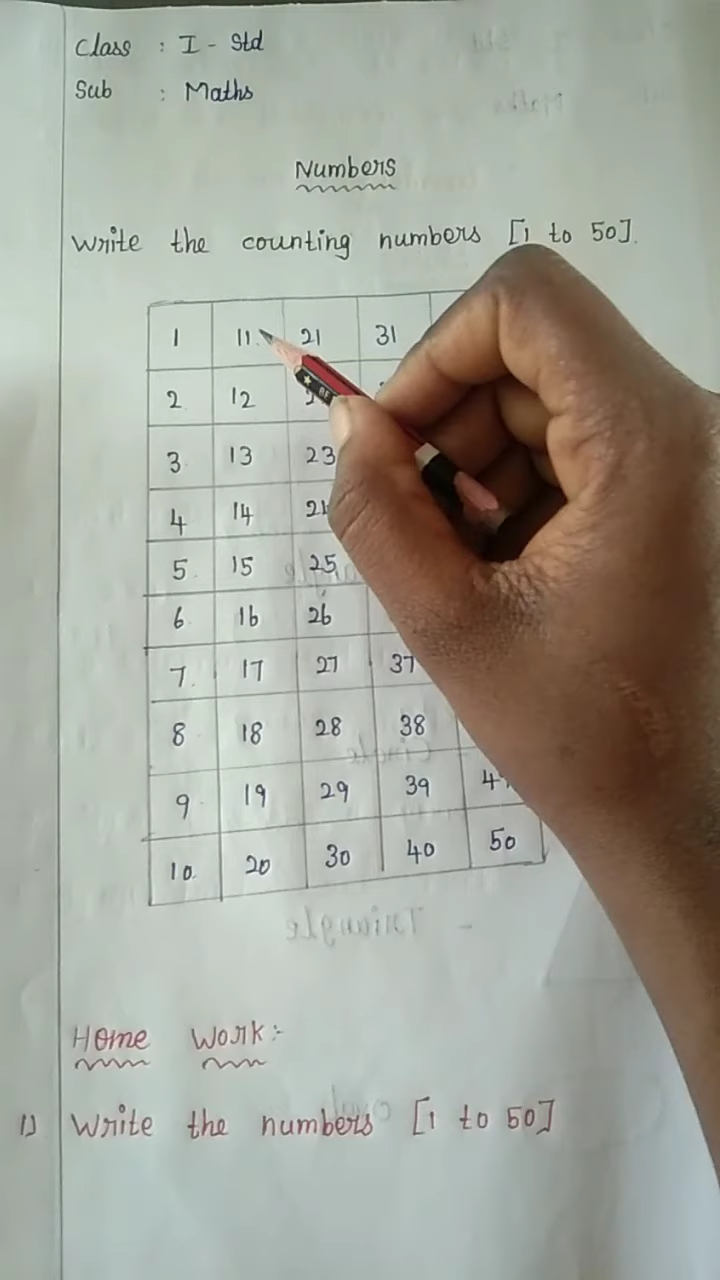 Class : I - Std
Sub : Maths
Numbers
Write the counting numbers [1 to 50].
1 11 21 31
2 12
3 13 23
4 14
5 15 25
6 16 26
7 17 27 37
8 18 28 38
9 19 29 39
10 20 30 40 50
Home Work:-
1) Write the numbers [1 to 50]